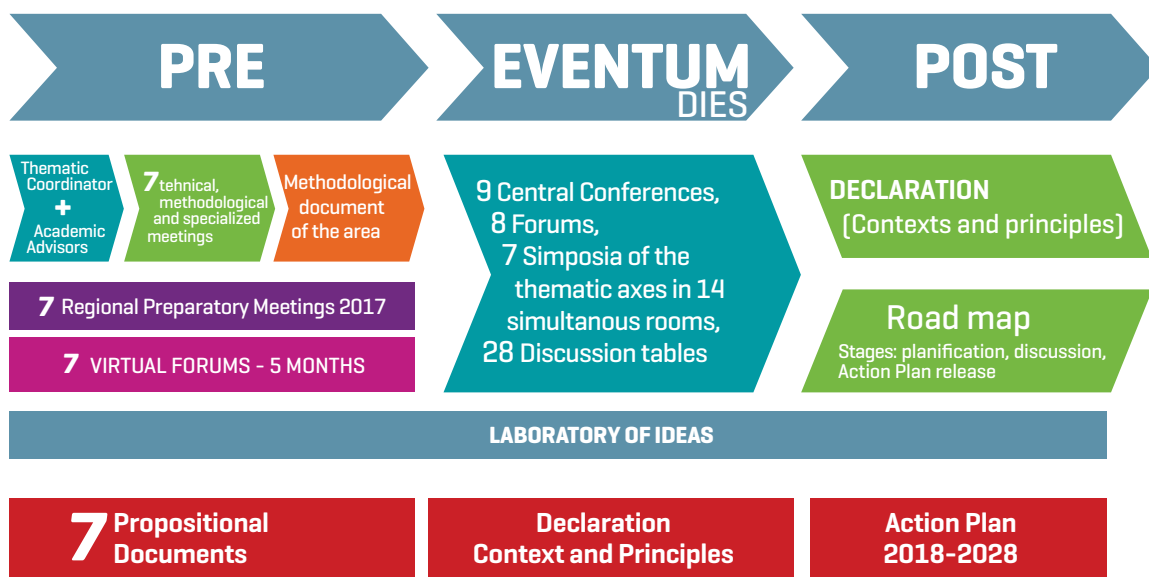 PRE
EVENTUM
DIES
POST
Thematic
Coordinator
+
Academic
Advisors
7 tehnical,
methodological
and specialized
meetings
Methodological
document
of the area
7 Regional Preparatory Meetings 2017
7 VIRTUAL FORUMS - 5 MONTHS
9 Central Conferences,
8 Forums,
7 Simposia of the
thematic axes in 14
simultanous rooms,
28 Discussion tables
DECLARATION
(Contexts and principles)
Road map
Stages: planification, discussion,
Action Plan release
LABORATORY OF IDEAS
7 Propositional
Documents
Declaration
Context and Principles
Action Plan
2018-2028